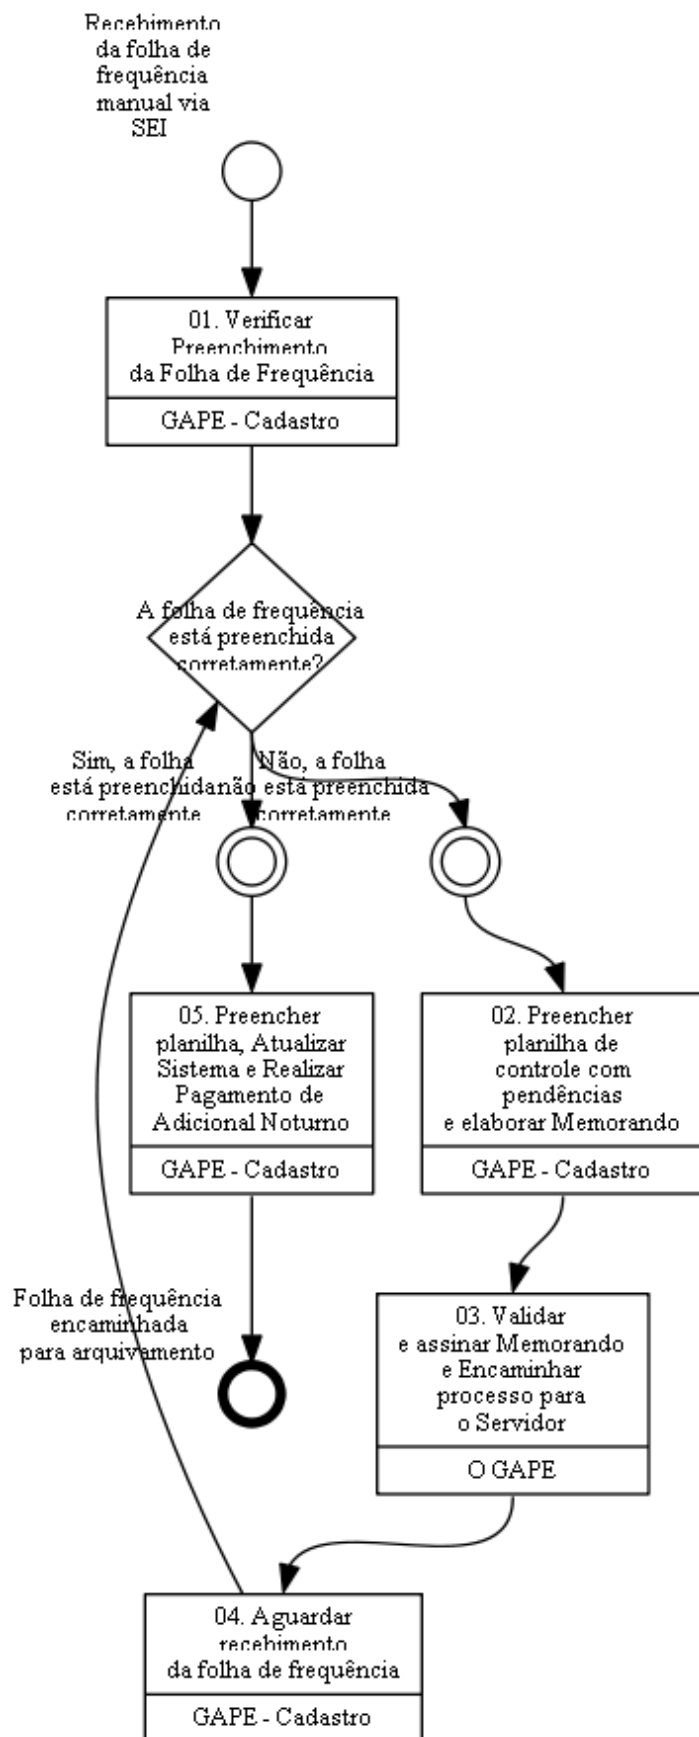 Recebimento
da folha de
frequência
manual via
SEI
01. Verificar
Preenchimento
da Folha de Frequência
GAPE - Cadastro
A folha de frequência
está preenchida
corretamente?
Sim, a folha
está preenchida
corretamente
Não, a folha
não está preenchida
corretamente
05. Preencher
planilha, Atualizar
Sistema e Realizar
Pagamento de
Adicional Noturno
GAPE - Cadastro
02. Preencher
planilha de
controle com
pendências
e elaborar Memorando
GAPE - Cadastro
Folha de frequência
encaminhada
para arquivamento
03. Validar
e assinar Memorando
e Encaminhar
processo para
o Servidor
O GAPE
04. Aguardar
recebimento
da folha de frequência
GAPE - Cadastro